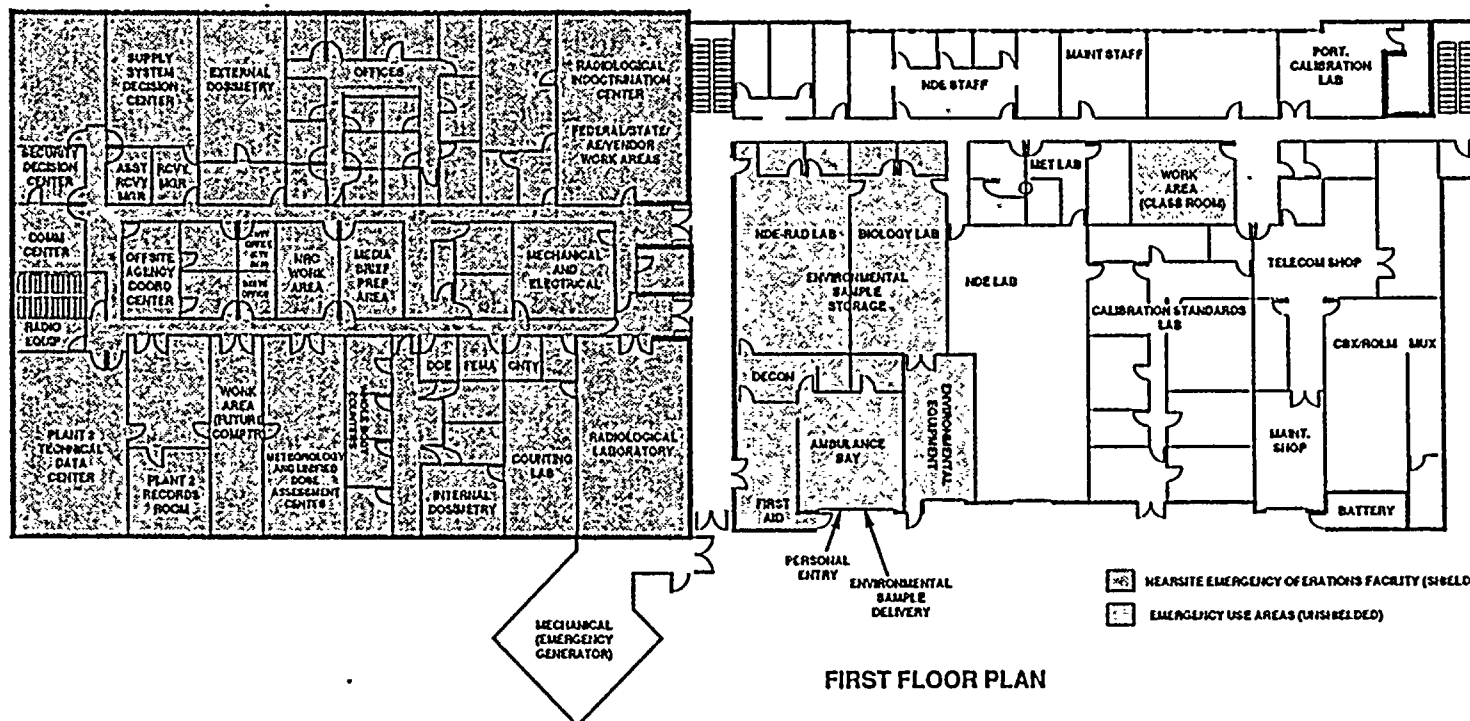 SUPPLY
SYSTEM
DECISION
CENTER
EXTERNAL
DOSIMETRY
OFFICES
RADIOLOGICAL
INDOCTRINATION
CENTER
FEDERAL/STATE/
AE/VENDOR
WORK AREAS
SECURITY
DECISION
CENTER
ASST
RCVY
MGR
RCVY
MGR
COMM
CENTER
OFFSITE
AGENCY
COORD
CENTER
OFFICE
NRC
WORK
AREA
MEDIA
BRIEF
PREP
AREA
MECHANICAL
AND
ELECTRICAL
RADIO
EQUIP
PLANT 2
TECHNICAL
DATA
CENTER
PLANT 2
RECORDS
ROOM
WORK
AREA
(FUTURE
COMPTR)
METEOROLOGY
AND UNIFIED
DOSE
ASSESSMENT
CENTER
WHOLE BODY
COUNTERS
DOE
FEMA
CNTY
INTERNAL
DOSIMETRY
COUNTING
LAB
RADIOLOGICAL
LABORATORY
MECHANICAL
(EMERGENCY
GENERATOR)
NDE STAFF
MAINT STAFF
PORT.
CALIBRATION
LAB
MET LAB
WORK
AREA
(CLASS ROOM)
NDE-RAD LAB
BIOLOGY LAB
ENVIRONMENTAL
SAMPLE
STORAGE
NDE LAB
TELECOM SHOP
CALIBRATION STANDARDS
LAB
CBX/ROLM
MUX
DECON
AMBULANCE
BAY
ENVIRONMENTAL
EQUIPMENT
FIRST
AID
MAINT.
SHOP
BATTERY
PERSONAL
ENTRY
ENVIRONMENTAL
SAMPLE
DELIVERY
NEARSITE EMERGENCY OPERATIONS FACILITY (SHIELD
EMERGENCY USE AREAS (UNSHIELDED)
FIRST FLOOR PLAN